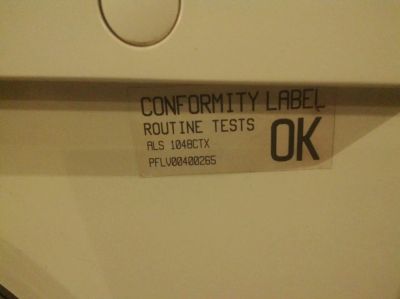 CONFORMITY LABEL
ROUTINE TESTS
OK
ALS 1048CTX
PFLV00400265